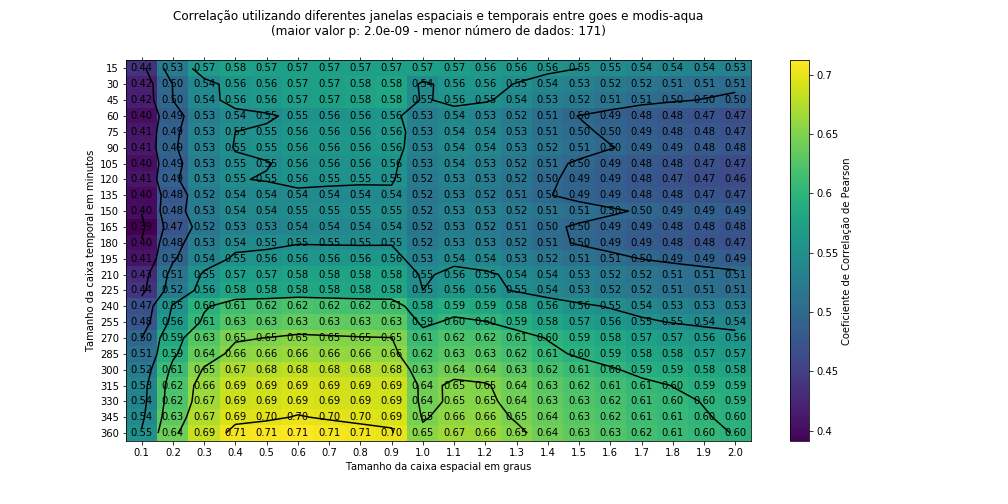 Correlação utilizando diferentes janelas espaciais e temporais entre goes e modis-aqua
(maior valor p: 2.0e-09 - menor número de dados: 171)
Tamanho da caixa temporal em minutos
15 0.44 0.53 0.57 0.58 0.57 0.57 0.57 0.57 0.57 0.57 0.57 0.56 0.56 0.56 0.55 0.55 0.54 0.54 0.54 0.53
30 0.42 0.50 0.54 0.56 0.56 0.57 0.57 0.58 0.58 0.54 0.56 0.56 0.55 0.54 0.53 0.52 0.52 0.51 0.51 0.51
45 0.42 0.50 0.54 0.56 0.56 0.57 0.57 0.58 0.58 0.55 0.56 0.56 0.54 0.53 0.52 0.52 0.51 0.51 0.50 0.50
60 0.40 0.49 0.53 0.54 0.55 0.55 0.56 0.56 0.56 0.53 0.54 0.54 0.53 0.52 0.51 0.50 0.49 0.48 0.48 0.47 0.47
75 0.41 0.49 0.53 0.55 0.55 0.55 0.56 0.56 0.56 0.53 0.54 0.54 0.53 0.52 0.51 0.50 0.49 0.49 0.48 0.48
90 0.41 0.49 0.53 0.55 0.55 0.56 0.56 0.56 0.56 0.53 0.54 0.54 0.53 0.52 0.51 0.50 0.49 0.49 0.48 0.48
105 0.40 0.49 0.53 0.55 0.55 0.55 0.56 0.56 0.56 0.53 0.54 0.53 0.52 0.51 0.50 0.49 0.48 0.48 0.47 0.47
120 0.41 0.49 0.53 0.55 0.55 0.56 0.56 0.56 0.56 0.52 0.53 0.52 0.51 0.50 0.49 0.48 0.48 0.47 0.47 0.46
135 0.40 0.48 0.52 0.54 0.54 0.54 0.54 0.54 0.54 0.52 0.53 0.52 0.51 0.50 0.49 0.49 0.48 0.48 0.47 0.47
150 0.40 0.48 0.53 0.54 0.54 0.55 0.55 0.55 0.55 0.52 0.53 0.53 0.52 0.51 0.51 0.50 0.50 0.49 0.49 0.49
165 0.39 0.47 0.52 0.53 0.53 0.54 0.54 0.54 0.54 0.52 0.53 0.52 0.51 0.50 0.50 0.49 0.49 0.48 0.48 0.48
180 0.40 0.48 0.53 0.54 0.55 0.55 0.55 0.55 0.55 0.52 0.53 0.53 0.52 0.51 0.50 0.49 0.49 0.48 0.48 0.47
195 0.41 0.50 0.54 0.55 0.56 0.56 0.56 0.56 0.56 0.53 0.54 0.54 0.53 0.52 0.51 0.51 0.50 0.50 0.49 0.49
210 0.43 0.51 0.55 0.57 0.57 0.58 0.58 0.58 0.58 0.55 0.56 0.56 0.54 0.54 0.53 0.52 0.52 0.51 0.51 0.51
225 0.44 0.52 0.56 0.58 0.58 0.58 0.58 0.58 0.58 0.55 0.56 0.56 0.55 0.54 0.53 0.52 0.52 0.51 0.51 0.51
240 0.47 0.55 0.60 0.61 0.62 0.62 0.62 0.62 0.61 0.58 0.59 0.59 0.58 0.56 0.56 0.55 0.54 0.53 0.53 0.53
255 0.48 0.56 0.61 0.63 0.63 0.63 0.63 0.63 0.63 0.59 0.60 0.60 0.59 0.58 0.57 0.56 0.55 0.55 0.54 0.54
270 0.50 0.59 0.63 0.65 0.65 0.65 0.65 0.65 0.65 0.61 0.62 0.62 0.61 0.60 0.59 0.58 0.57 0.57 0.56 0.56
285 0.51 0.59 0.64 0.66 0.66 0.66 0.66 0.66 0.66 0.62 0.63 0.63 0.62 0.61 0.60 0.59 0.58 0.58 0.57 0.57
300 0.52 0.61 0.65 0.67 0.68 0.68 0.68 0.68 0.68 0.63 0.64 0.64 0.63 0.62 0.61 0.60 0.59 0.59 0.58 0.58
315 0.53 0.62 0.66 0.69 0.69 0.69 0.69 0.69 0.69 0.64 0.65 0.65 0.64 0.63 0.62 0.61 0.61 0.60 0.60 0.59
330 0.54 0.62 0.67 0.69 0.69 0.69 0.69 0.69 0.69 0.64 0.65 0.65 0.64 0.63 0.63 0.62 0.61 0.60 0.60 0.59
345 0.54 0.63 0.67 0.69 0.70 0.70 0.70 0.70 0.69 0.65 0.66 0.66 0.65 0.64 0.63 0.62 0.61 0.61 0.60 0.60
360 0.55 0.64 0.69 0.71 0.71 0.71 0.71 0.71 0.70 0.65 0.67 0.66 0.65 0.64 0.63 0.63 0.62 0.61 0.60 0.60
0.1 0.2 0.3 0.4 0.5 0.6 0.7 0.8 0.9 1.0 1.1 1.2 1.3 1.4 1.5 1.6 1.7 1.8 1.9 2.0
Tamanho da caixa espacial em graus
0.7
0.65
0.6
0.55
0.5
0.45
0.4
Coeficiente de Correlação de Pearson